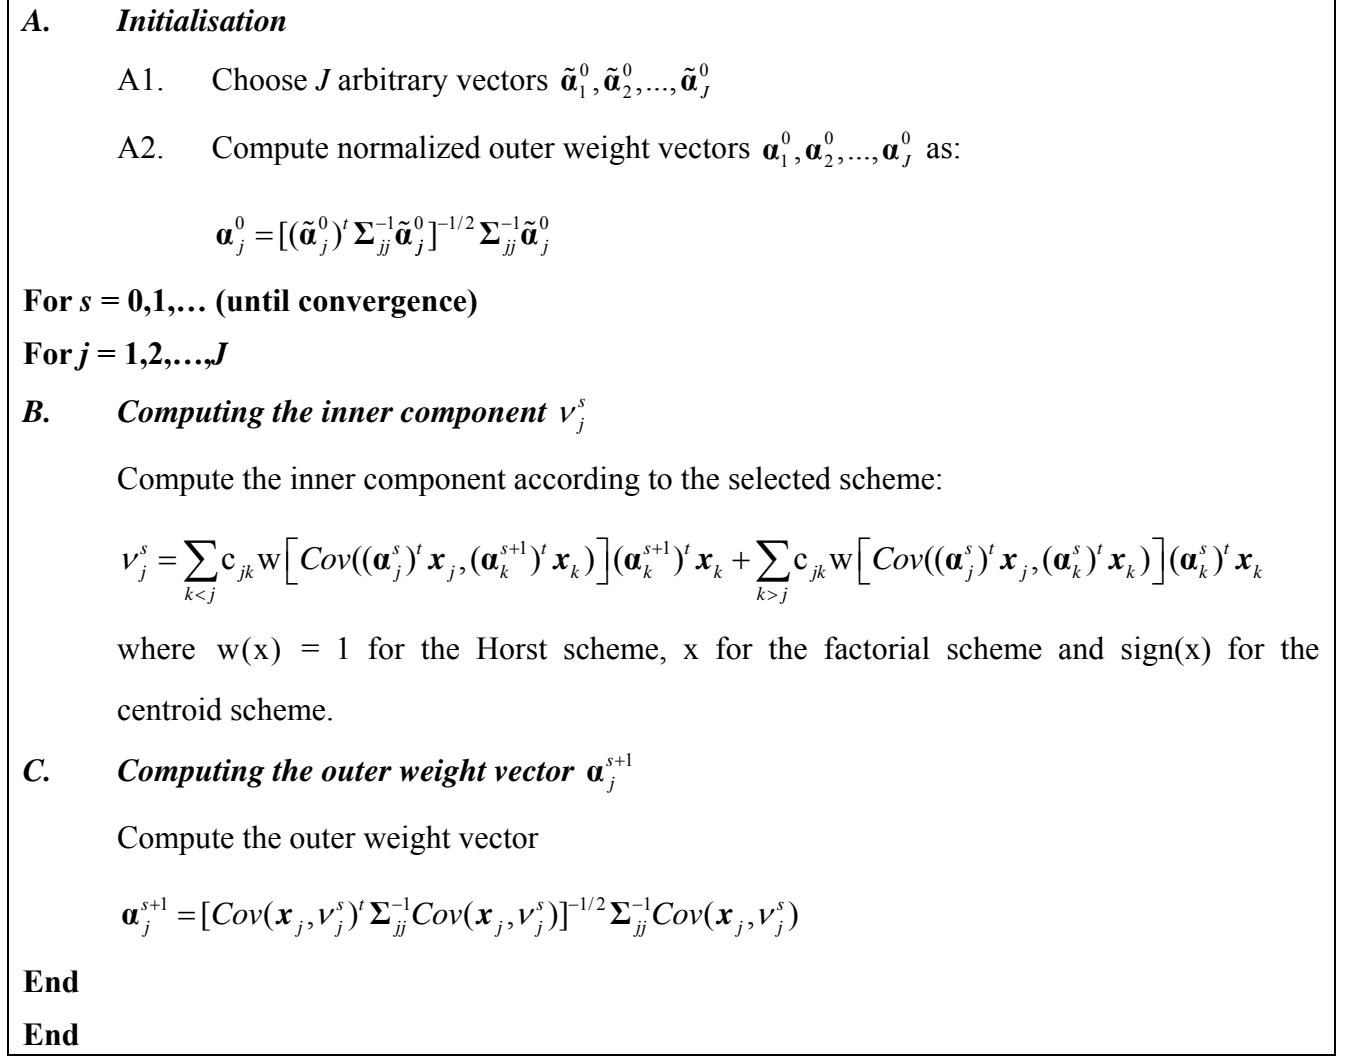 A. Initialisation
A1. Choose J arbitrary vectors α̃₁⁰, α̃₂⁰,..., α̃_J⁰
A2. Compute normalized outer weight vectors α₁⁰, α₂⁰,..., α_J⁰ as:
α_j⁰ = [(α̃_j⁰)^t Σ_jj^{-1} α̃_j⁰]^{-1/2} Σ_jj^{-1} α̃_j⁰
For s = 0,1,… (until convergence)
For j = 1,2,…,J
B. Computing the inner component ν_j^s
Compute the inner component according to the selected scheme:
ν_j^s = ∑_{k<j} c_jk w[Cov((α_j^s)^t x_j, (α_k^{s+1})^t x_k)](α_k^{s+1})^t x_k + ∑_{k>j} c_jk w[Cov((α_j^s)^t x_j, (α_k^s)^t x_k)](α_k^s)^t x_k
where w(x) = 1 for the Horst scheme, x for the factorial scheme and sign(x) for the
centroid scheme.
C. Computing the outer weight vector α_j^{s+1}
Compute the outer weight vector
α_j^{s+1} = [Cov(x_j, ν_j^s)^t Σ_jj^{-1} Cov(x_j, ν_j^s)]^{-1/2} Σ_jj^{-1} Cov(x_j, ν_j^s)
End
End